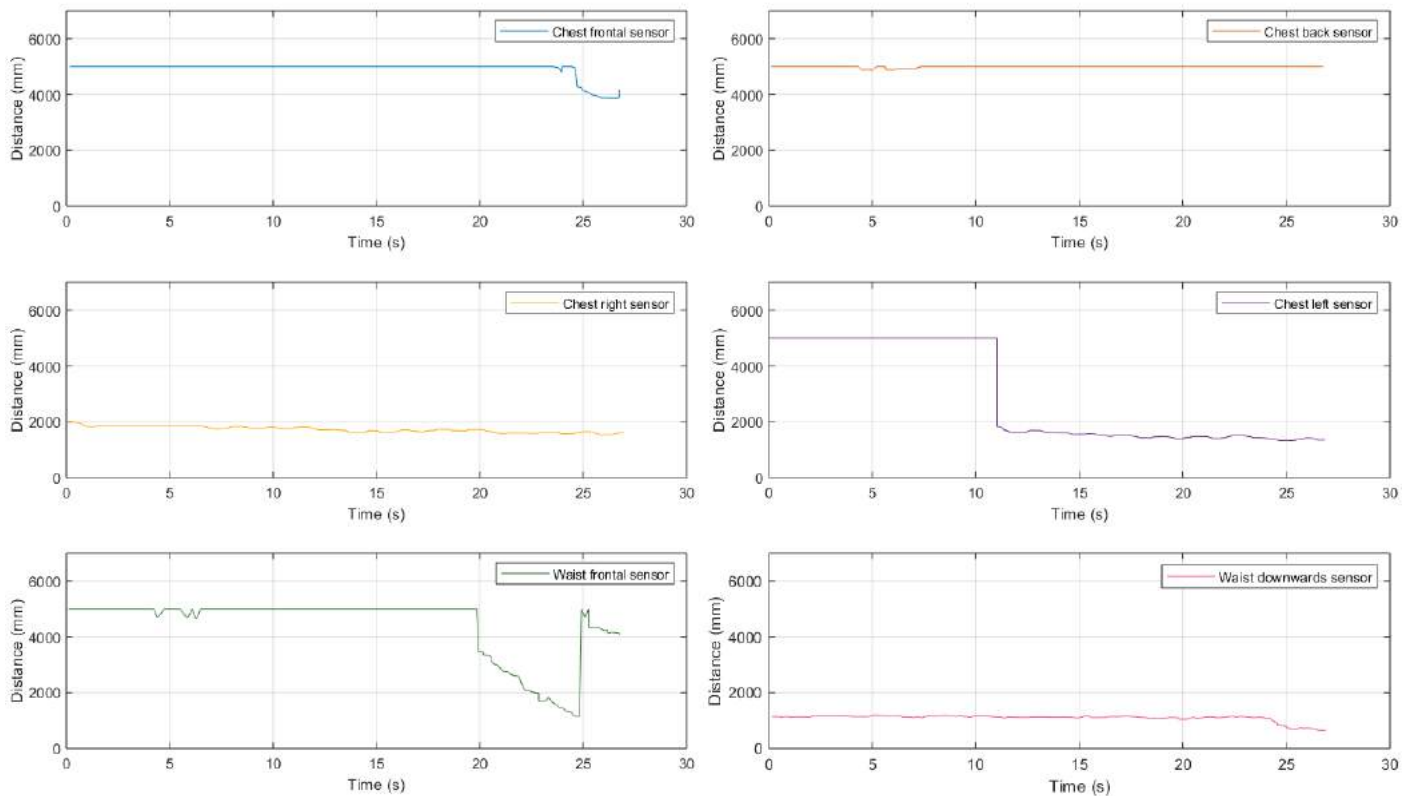 Chest frontal sensor
6000
4000
2000
0
Distance (mm)
0 5 10 15 20 25 30
Time (s)
Chest back sensor
6000
4000
2000
0
Distance (mm)
0 5 10 15 20 25 30
Time (s)
Chest right sensor
6000
4000
2000
0
Distance (mm)
0 5 10 15 20 25 30
Time (s)
Chest left sensor
6000
4000
2000
0
Distance (mm)
0 5 10 15 20 25 30
Time (s)
Waist frontal sensor
6000
4000
2000
0
Distance (mm)
0 5 10 15 20 25 30
Time (s)
Waist downwards sensor
6000
4000
2000
0
Distance (mm)
0 5 10 15 20 25 30
Time (s)